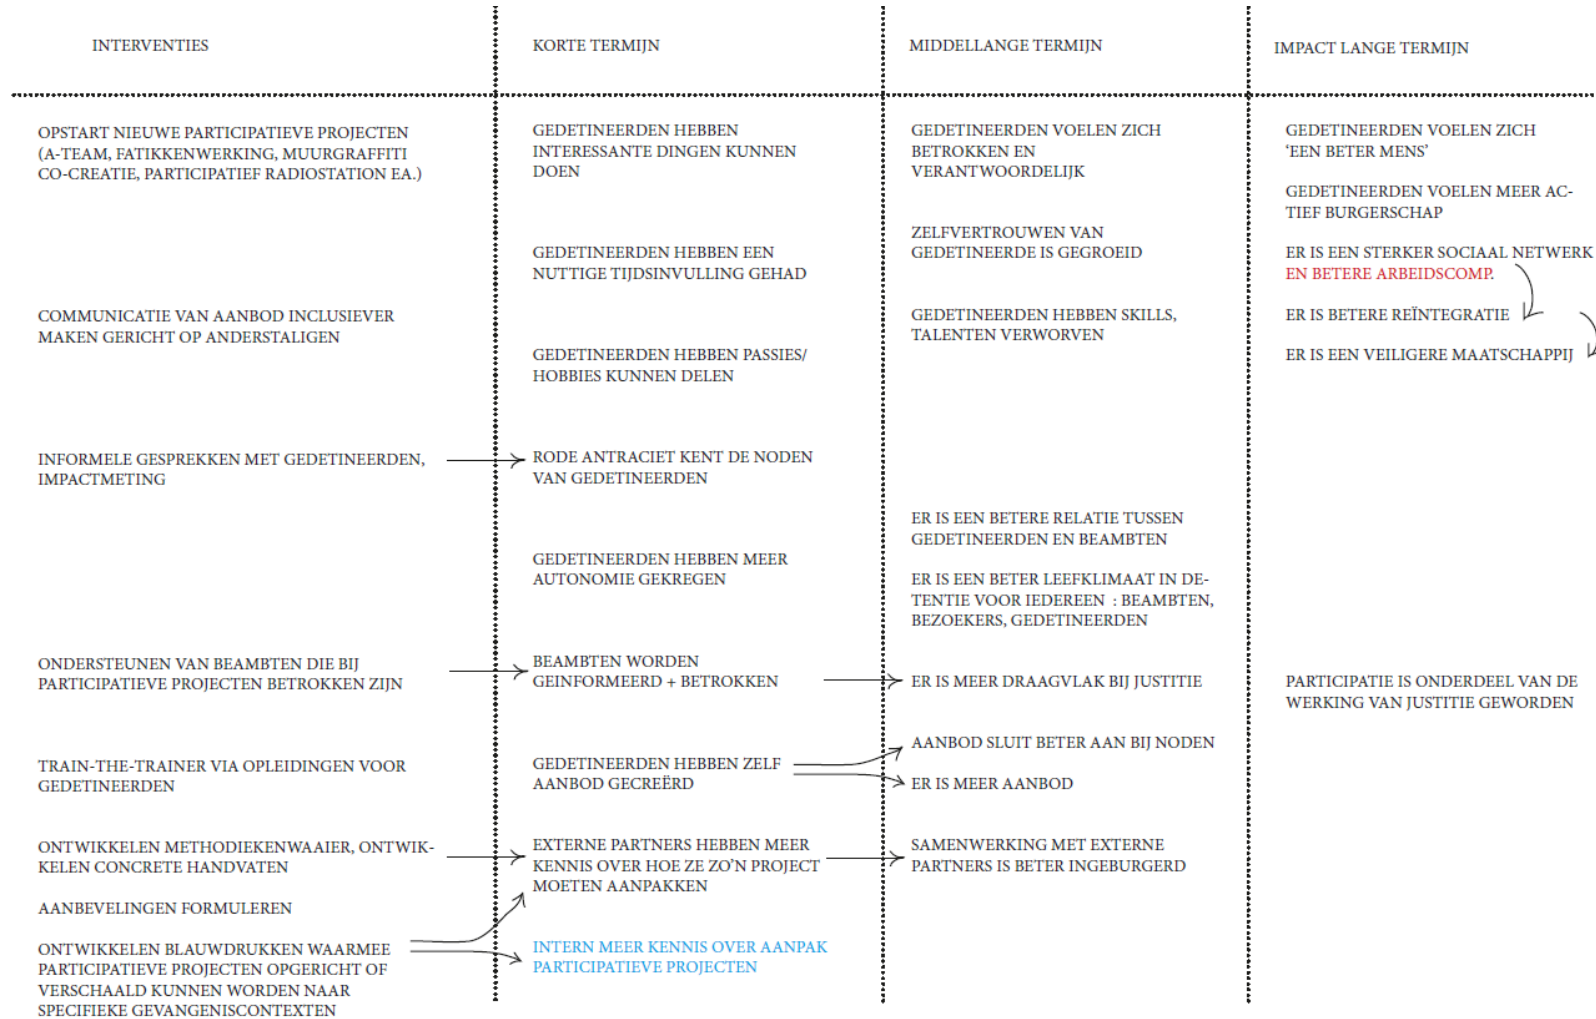 INTERVENTIES
KORTE TERMIJN
MIDDELLANGE TERMIJN
IMPACT LANGE TERMIJN
OPSTART NIEUWE PARTICIPATIEVE PROJECTEN
(A-TEAM, FATIKKENWERKING, MUURGRAFFITI
CO-CREATIE, PARTICIPATIEF RADIOSTATION EA.)
COMMUNICATIE VAN AANBOD INCLUSIEVER
MAKEN GERICHT OP ANDERSTALIGEN
INFORMELE GESPREKKEN MET GEDETINEERDEN,
IMPACTMETING
ONDERSTEUNEN VAN BEAMBTEN DIE BIJ
PARTICIPATIEVE PROJECTEN BETROKKEN ZIJN
TRAIN-THE-TRAINER VIA OPLEIDINGEN VOOR
GEDETINEERDEN
ONTWIKKELEN METHODIEKENWAAIER, ONTWIK-
KELEN CONCRETE HANDVATEN
AANBEVELINGEN FORMULEREN
ONTWIKKELEN BLAUWDRUKKEN WAARMEE
PARTICIPATIEVE PROJECTEN OPGERICHT OF
VERSCHAALD KUNNEN WORDEN NAAR
SPECIFIEKE GEVANGENISCONTEXTEN
GEDETINEERDEN HEBBEN
INTERESSANTE DINGEN KUNNEN
DOEN
GEDETINEERDEN HEBBEN EEN
NUTTIGE TIJDSINVULLING GEHAD
GEDETINEERDEN HEBBEN PASSIES/
HOBBIES KUNNEN DELEN
RODE ANTRACIET KENT DE NODEN
VAN GEDETINEERDEN
GEDETINEERDEN HEBBEN MEER
AUTONOMIE GEKREGEN
BEAMBTEN WORDEN
GEINFORMEERD + BETROKKEN
GEDETINEERDEN HEBBEN ZELF
AANBOD GECREËRD
EXTERNE PARTNERS HEBBEN MEER
KENNIS OVER HOE ZE ZO'N PROJECT
MOETEN AANPAKKEN
INTERN MEER KENNIS OVER AANPAK
PARTICIPATIEVE PROJECTEN
GEDETINEERDEN VOELEN ZICH
BETROKKEN EN
VERANTWOORDELIJK
ZELFVERTROUWEN VAN
GEDETINEERDE IS GEGROEID
GEDETINEERDEN HEBBEN SKILLS,
TALENTEN VERWORVEN
ER IS EEN BETERE RELATIE TUSSEN
GEDETINEERDEN EN BEAMBTEN
ER IS EEN BETER LEEFKLIMAAT IN DE-
TENTIE VOOR IEDEREEN : BEAMBTEN,
BEZOEKERS, GEDETINEERDEN
ER IS MEER DRAAGVLAK BIJ JUSTITIE
AANBOD SLUIT BETER AAN BIJ NODEN
ER IS MEER AANBOD
SAMENWERKING MET EXTERNE
PARTNERS IS BETER INGEBURGERD
GEDETINEERDEN VOELEN ZICH
'EEN BETER MENS'
GEDETINEERDEN VOELEN MEER AC-
TIEF BURGERSCHAP
ER IS EEN STERKER SOCIAAL NETWERK
EN BETERE ARBEIDSCOMP.
ER IS BETERE REÏNTEGRATIE
ER IS EEN VEILIGERE MAATSCHAPPIJ
PARTICIPATIE IS ONDERDEEL VAN DE
WERKING VAN JUSTITIE GEWORDEN